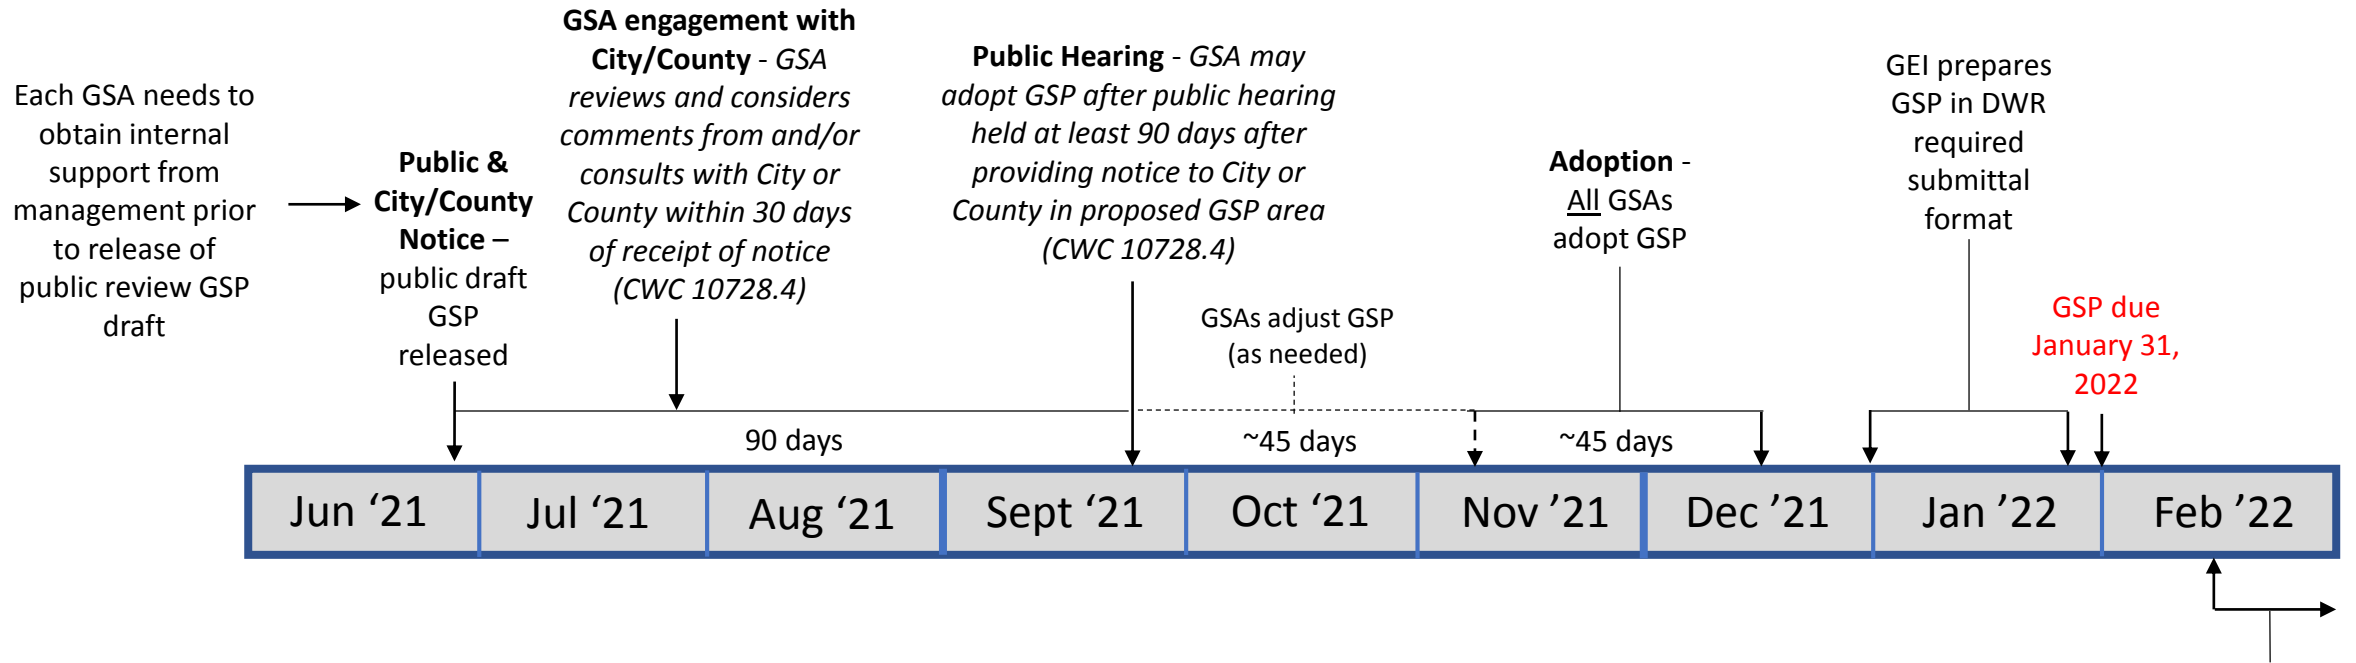 Each GSA needs to
obtain internal
support from
management prior
to release of
public review GSP
draft
Public &
City/County
Notice –
public draft
GSP
released
GSA engagement with
City/County - GSA
reviews and considers
comments from and/or
consults with City or
County within 30 days
of receipt of notice
(CWC 10728.4)
Public Hearing - GSA may
adopt GSP after public hearing
held at least 90 days after
providing notice to City or
County in proposed GSP area
(CWC 10728.4)
GSAs adjust GSP
(as needed)
Adoption -
All GSAs
adopt GSP
GEI prepares
GSP in DWR
required
submittal
format
GSP due
January 31,
2022
90 days
~45 days
~45 days
Jun ‘21
Jul ‘21
Aug ‘21
Sept ‘21
Oct ‘21
Nov ’21
Dec ’21
Jan ’22
Feb ’22